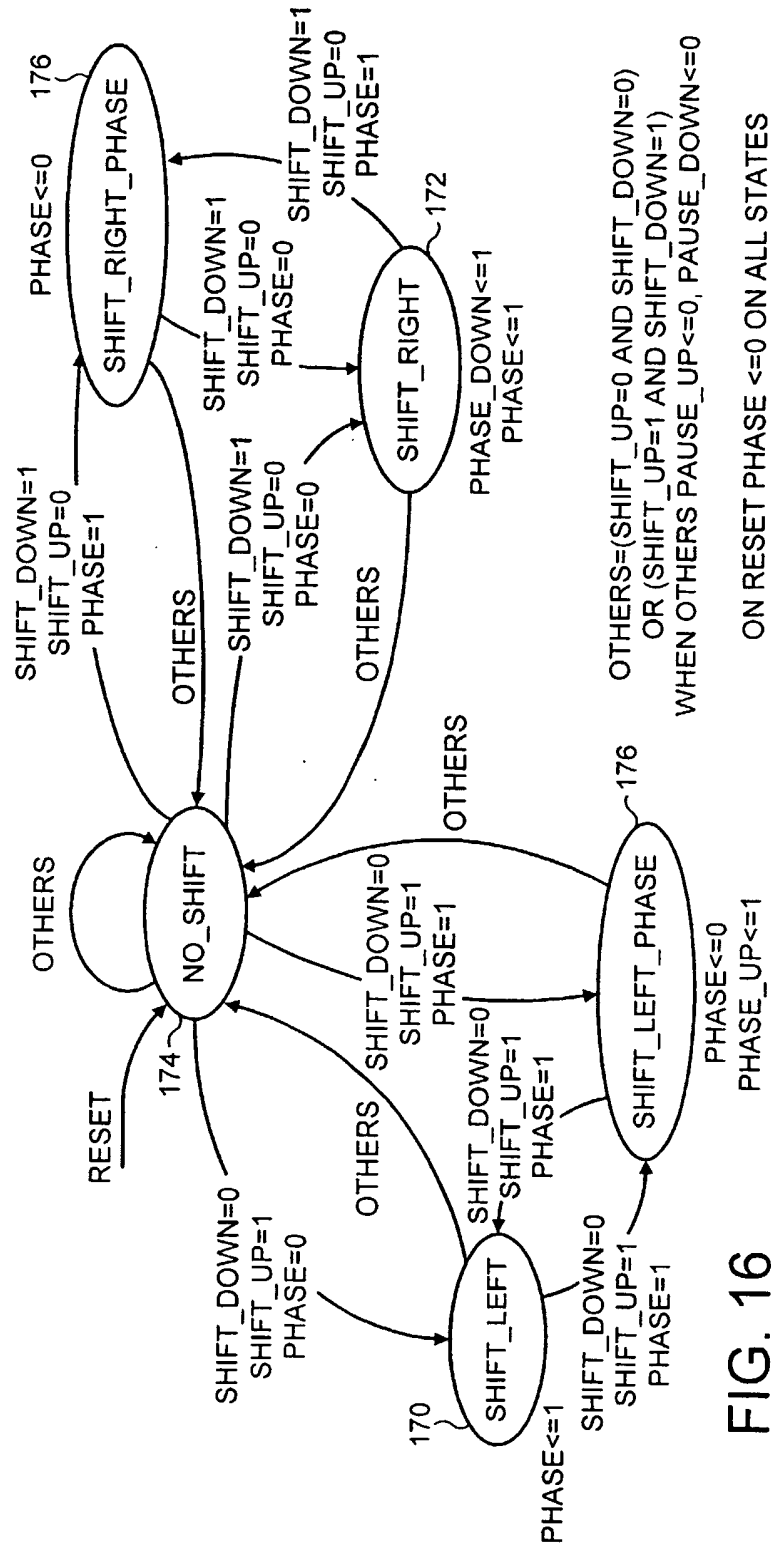 RESET
OTHERS
174
NO_SHIFT
SHIFT_DOWN=1
SHIFT_UP=0
PHASE=1
PHASE<=0
176
SHIFT_RIGHT_PHASE
OTHERS
SHIFT_DOWN=1
SHIFT_UP=0
PHASE=0
SHIFT_DOWN=1
SHIFT_UP=0
PHASE=1
SHIFT_DOWN=1
SHIFT_UP=0
PHASE=0
172
SHIFT_RIGHT
PHASE_DOWN<=1
PHASE<=1
OTHERS
SHIFT_DOWN=0
SHIFT_UP=1
PHASE=0
OTHERS
SHIFT_DOWN=0
SHIFT_UP=1
PHASE=1
OTHERS
170
SHIFT_LEFT
PHASE<=1
SHIFT_DOWN=0
SHIFT_UP=1
PHASE=1
SHIFT_DOWN=0
SHIFT_UP=1
PHASE=1
176
SHIFT_LEFT_PHASE
PHASE<=0
PHASE_UP<=1
OTHERS=(SHIFT_UP=0 AND SHIFT_DOWN=0)
OR (SHIFT_UP=1 AND SHIFT_DOWN=1)
WHEN OTHERS PAUSE_UP<=0, PAUSE_DOWN<=0
ON RESET PHASE <=0 ON ALL STATES
FIG. 16